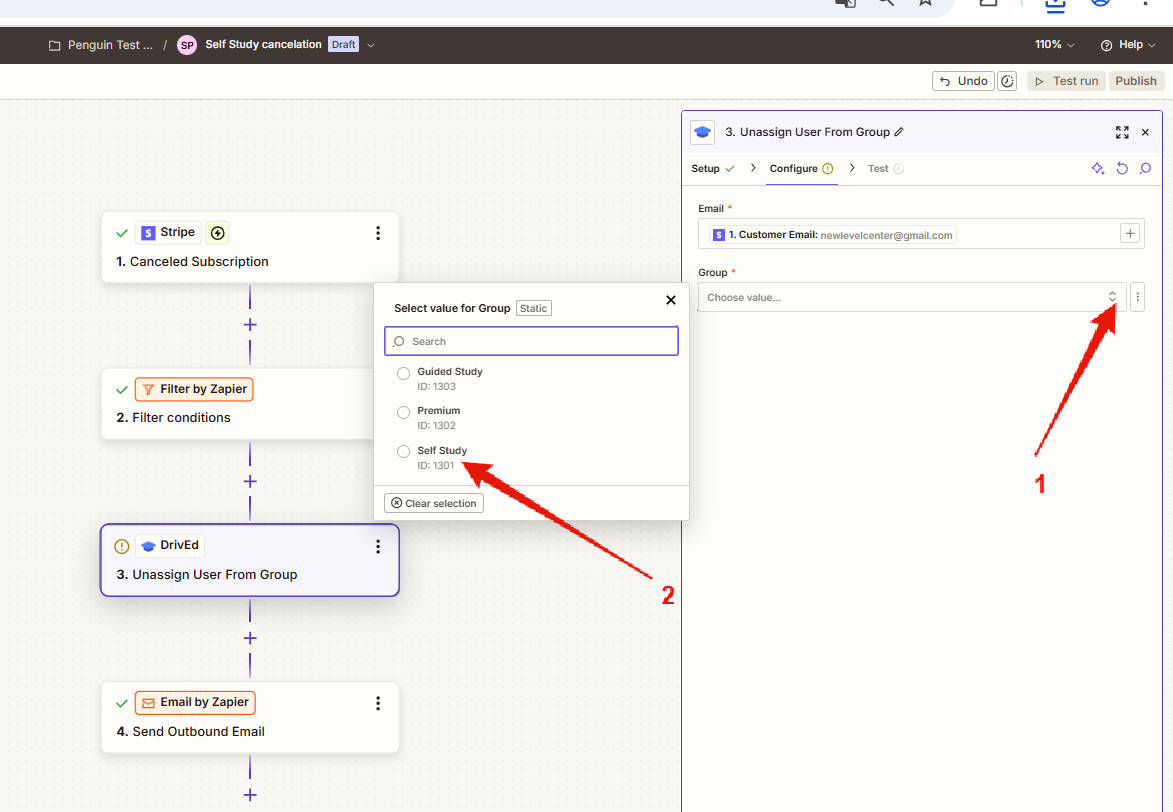 Penguin Test ... / SP Self Study cancelation Draft
110% Help
Undo Test run Publish
3. Unassign User From Group
Setup Configure Test
Email *
$ 1. Customer Email: newlevelcenter@gmail.com
Group *
Choose value...
1
Stripe
1. Canceled Subscription
Filter by Zapier
2. Filter conditions
DrivEd
3. Unassign User From Group
Email by Zapier
4. Send Outbound Email
Select value for Group Static
Search
Guided Study
ID: 1303
Premium
ID: 1302
Self Study
ID: 1301
Clear selection
2